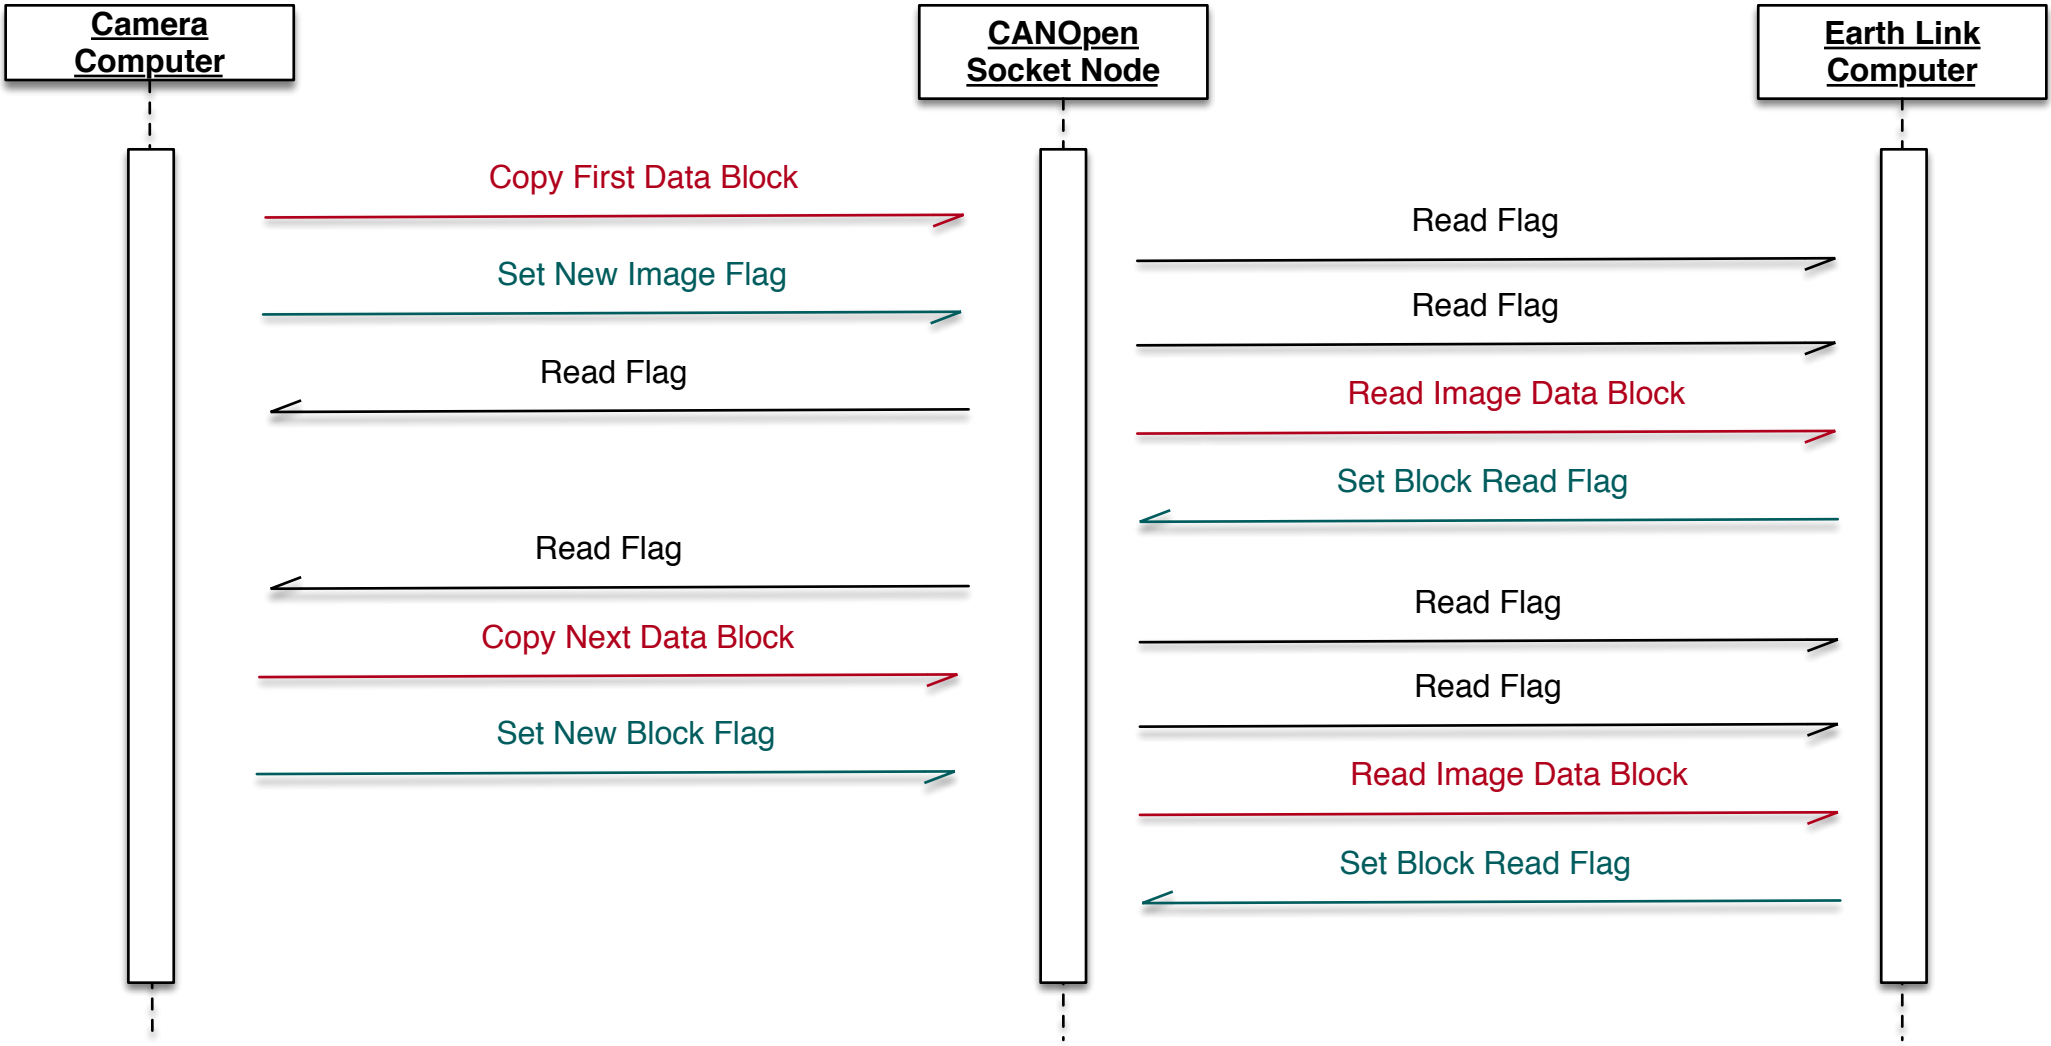 Camera
Computer
CANOpen
Socket Node
Earth Link
Computer
Copy First Data Block
Read Flag
Set New Image Flag
Read Flag
Read Flag
Read Image Data Block
Set Block Read Flag
Read Flag
Read Flag
Copy Next Data Block
Read Flag
Set New Block Flag
Read Image Data Block
Set Block Read Flag